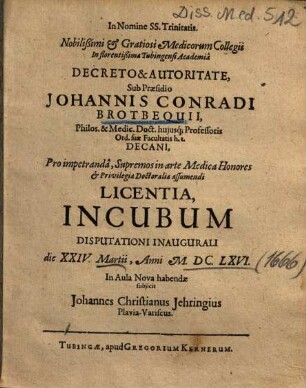 Diss. Med. 512
In Nomine SS. Trinitatis.
Nobilißimi & Gratiosi Medicorum Collegii
In florentißima Tubingensi Academiâ
DECRETO & AUTORITATE,
Sub Præsidio
JOHANNIS CONRADI
BROTBEQUII,
Philos. & Medic. Doct. hujusq; Professoris
Ord. suæ Facultatis h. t.
DECANI,
Pro impetrandâ, Supremos in arte Medica Honores
& Privilegia Doctoralia assumendi
LICENTIA,
INCUBUM
DISPUTATIONI INAUGURALI
die XXIV. Martii, Anni M. DC. LXVI. (1666)
In Aula Nova habendæ
subjicit
Johannes Christianus Jehringius
Plavia-Variscus.
TUBINGÆ, apud GREGORIUM KERNERUM.